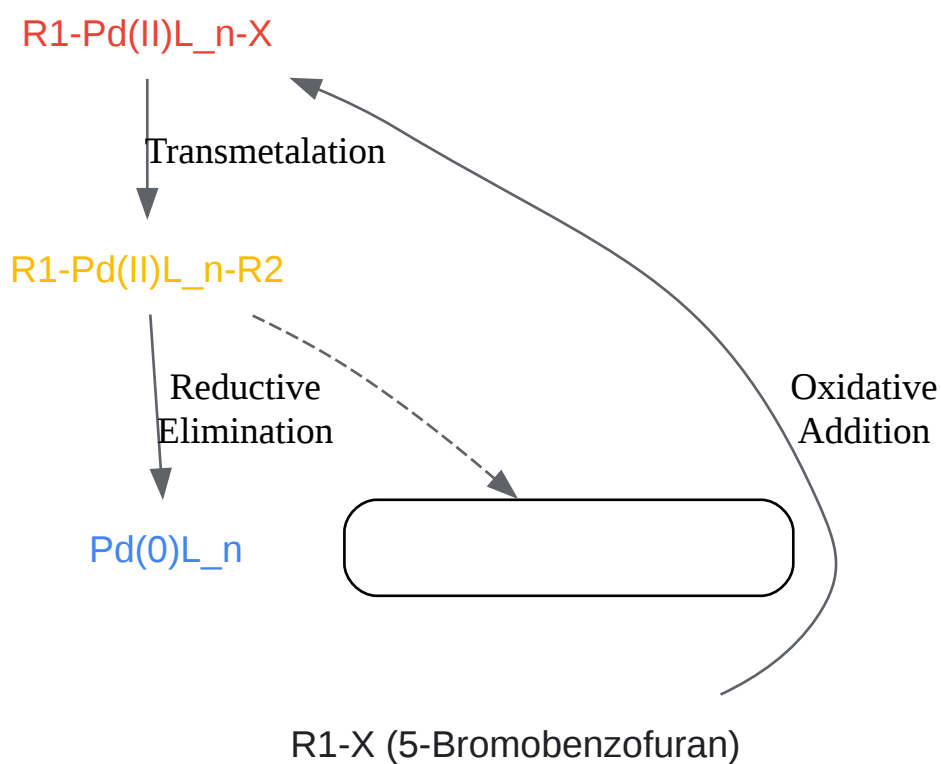 R1-Pd(II)L_n-X
Transmetalation
R1-Pd(II)L_n-R2
Reductive
Elimination
Oxidative
Addition
Pd(0)L_n
R1-X (5-Bromobenzofuran)